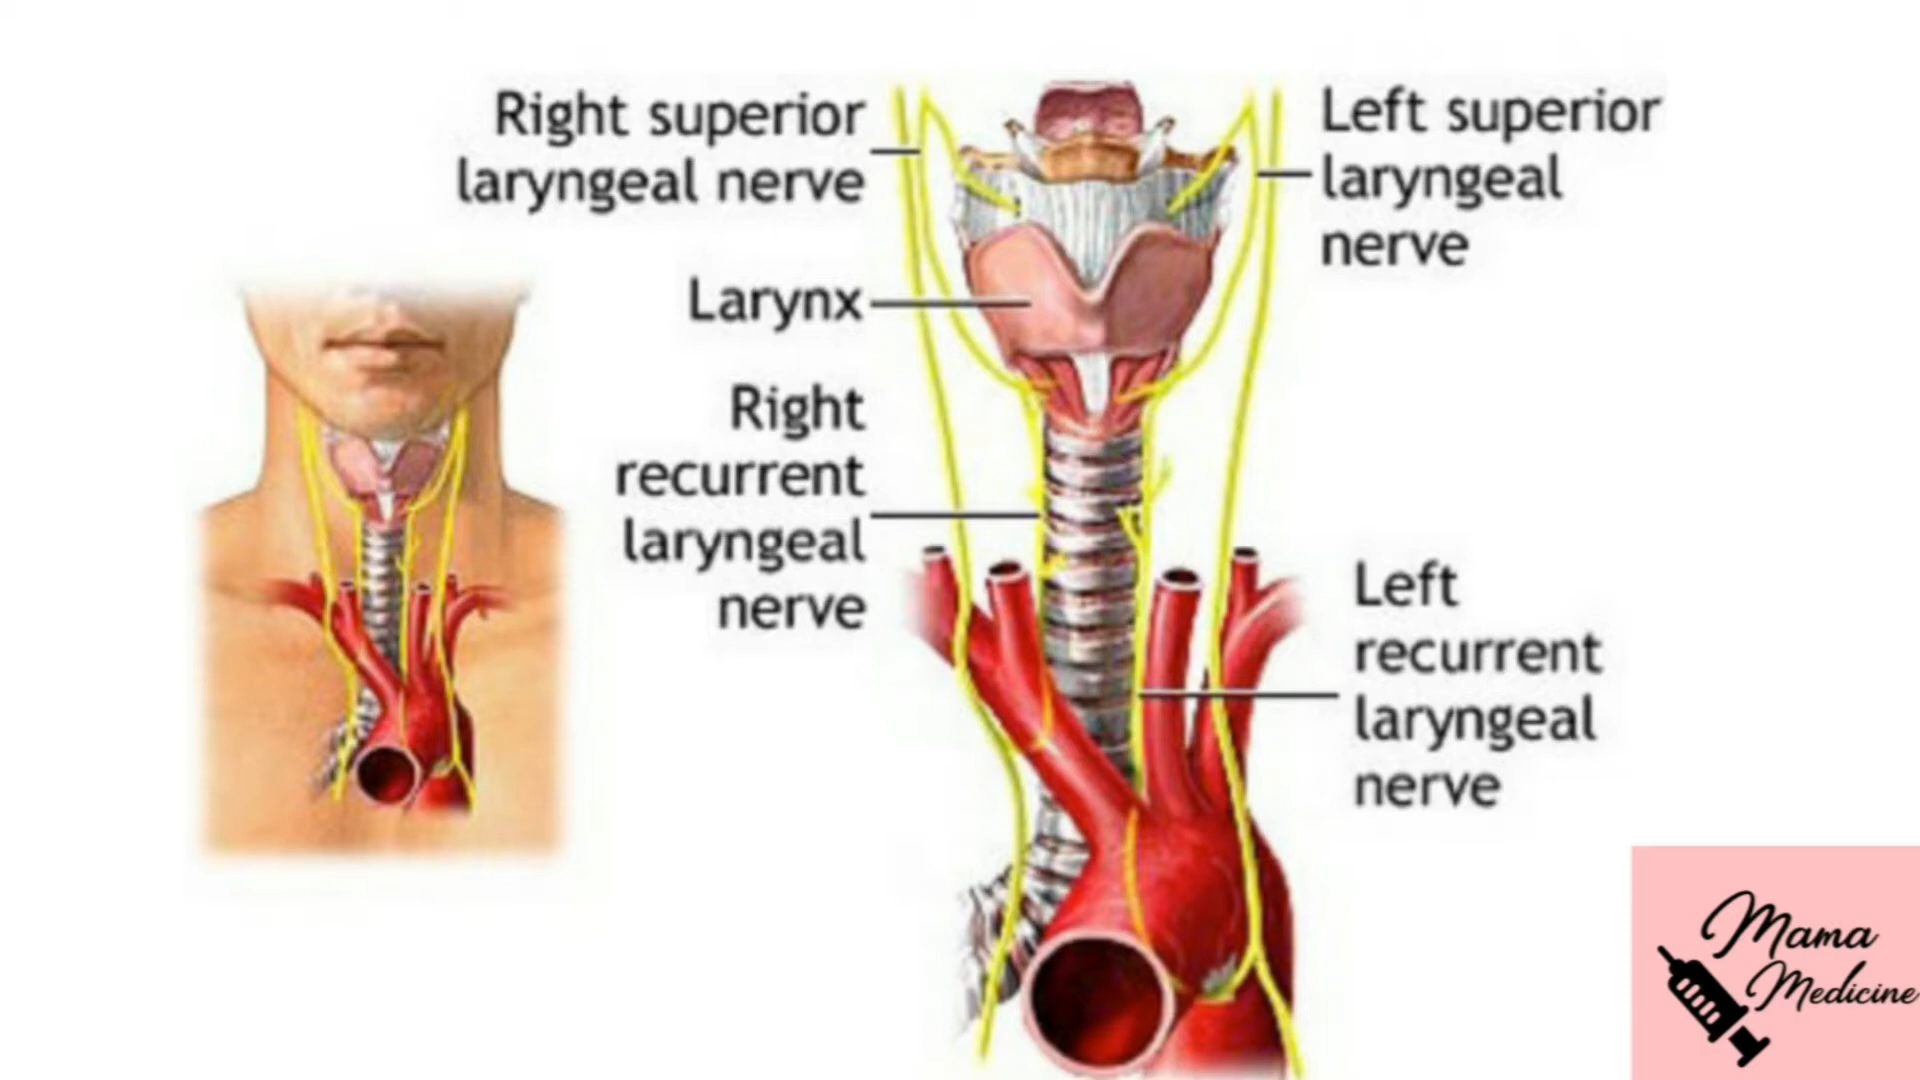 Right superior
laryngeal nerve
Left superior
laryngeal
nerve
Larynx
Right
recurrent
laryngeal
nerve
Left
recurrent
laryngeal
nerve
Mama
Medicine